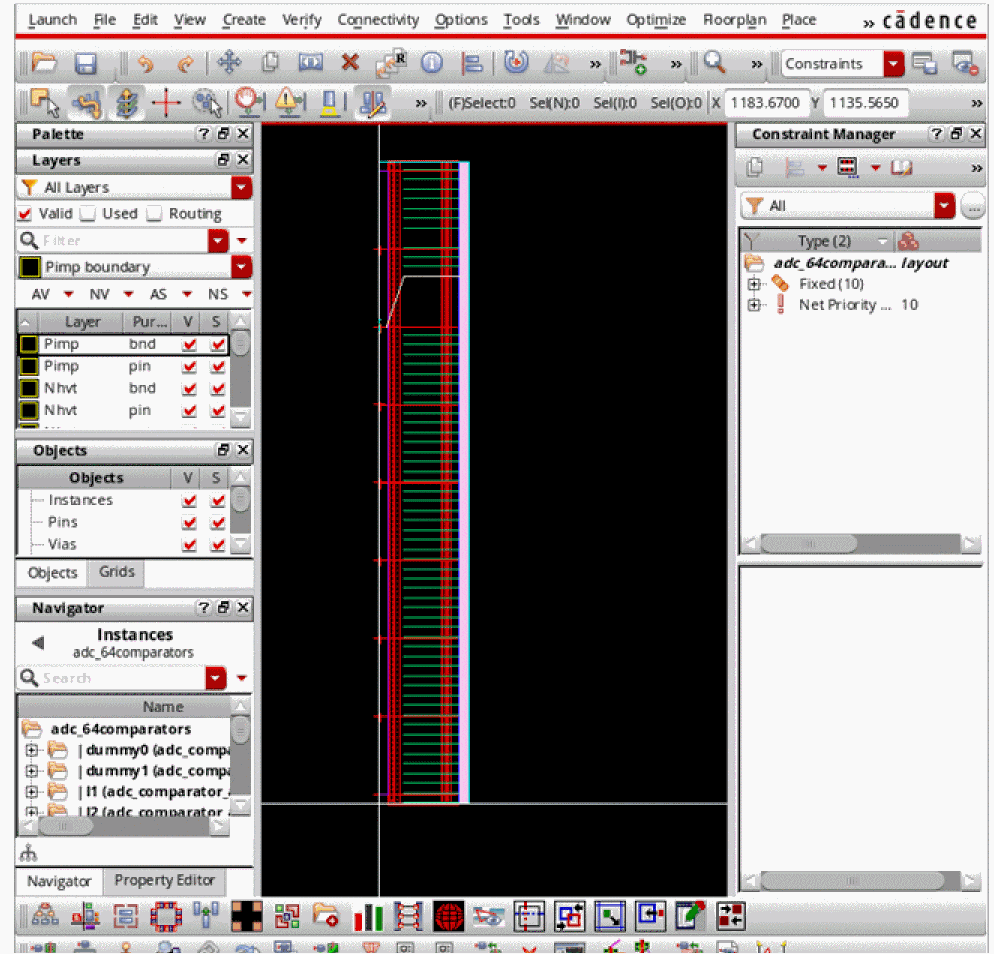 Launch File Edit View Create Verify Connectivity Options Tools Window Optimize Floorplan Place » cādence
R » » » Constraints
» (F)Select:0 Sel(N):0 Sel(I):0 Sel(O):0 X 1183.6700 Y 1135.5650 »
Palette ?
Layers
All Layers
Valid Used Routing
Filter
Pimp boundary
AV NV AS NS
Layer Pur... V S
Pimp bnd
Pimp pin
Nhvt bnd
Nhvt pin
Objects
Objects V S
Instances
Pins
Vias
Objects Grids
Navigator ?
Instances
adc_64comparators
Search
Name
adc_64comparators
|dummy0 (adc_compa
|dummy1 (adc_compa
|I1 (adc_comparator_
|I2 (adc_comparator
Navigator Property Editor
Constraint Manager ?
»
All ...
Type (2)
adc_64compara... layout
Fixed (10)
Net Priority ... 10